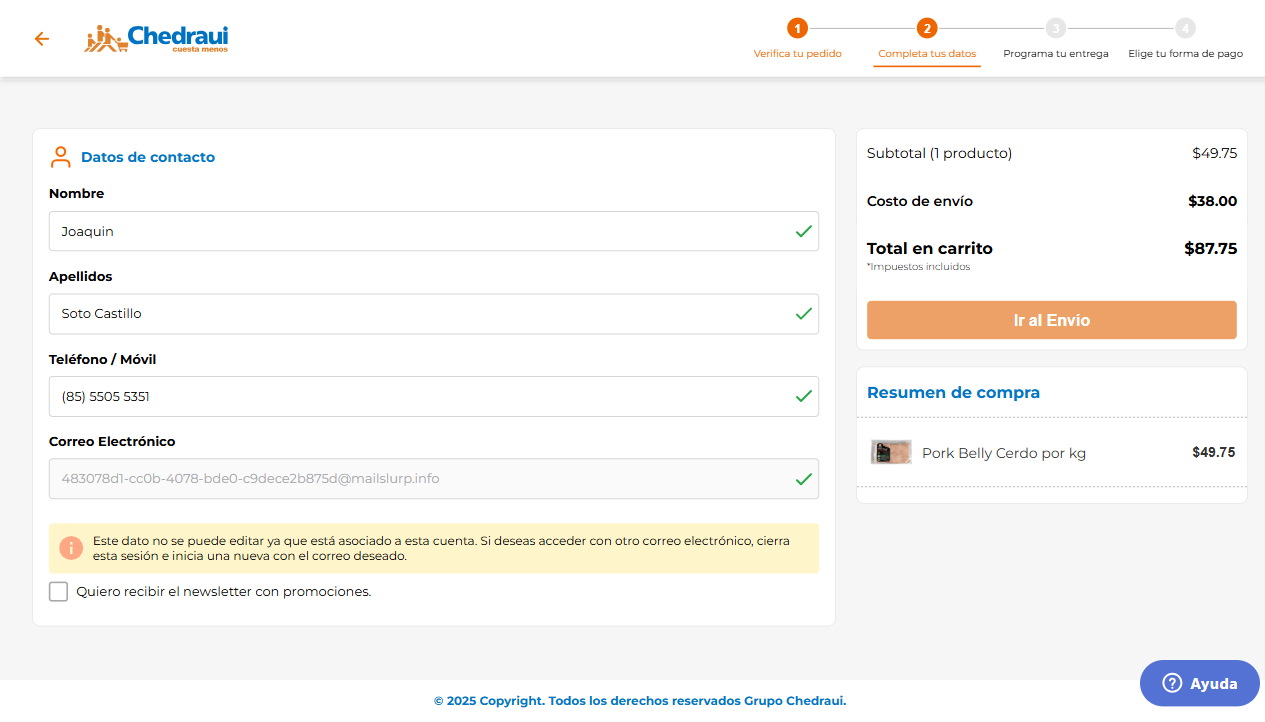 Chedraui
cuesta menos
1
Verifica tu pedido
2
Completa tus datos
3
Programa tu entrega
4
Elige tu forma de pago
Datos de contacto
Nombre
Joaquin
Apellidos
Soto Castillo
Teléfono / Móvil
(85) 5505 5351
Correo Electrónico
483078d1-cc0b-4078-bde0-c9dece2b875d@mailslurp.info
Este dato no se puede editar ya que está asociado a esta cuenta. Si deseas acceder con otro correo electrónico, cierra
esta sesión e inicia una nueva con el correo deseado.
Quiero recibir el newsletter con promociones.
Subtotal (1 producto) $49.75
Costo de envío $38.00
Total en carrito $87.75
*Impuestos incluidos
Ir al Envío
Resumen de compra
Pork Belly Cerdo por kg $49.75
Ayuda
© 2025 Copyright. Todos los derechos reservados Grupo Chedraui.